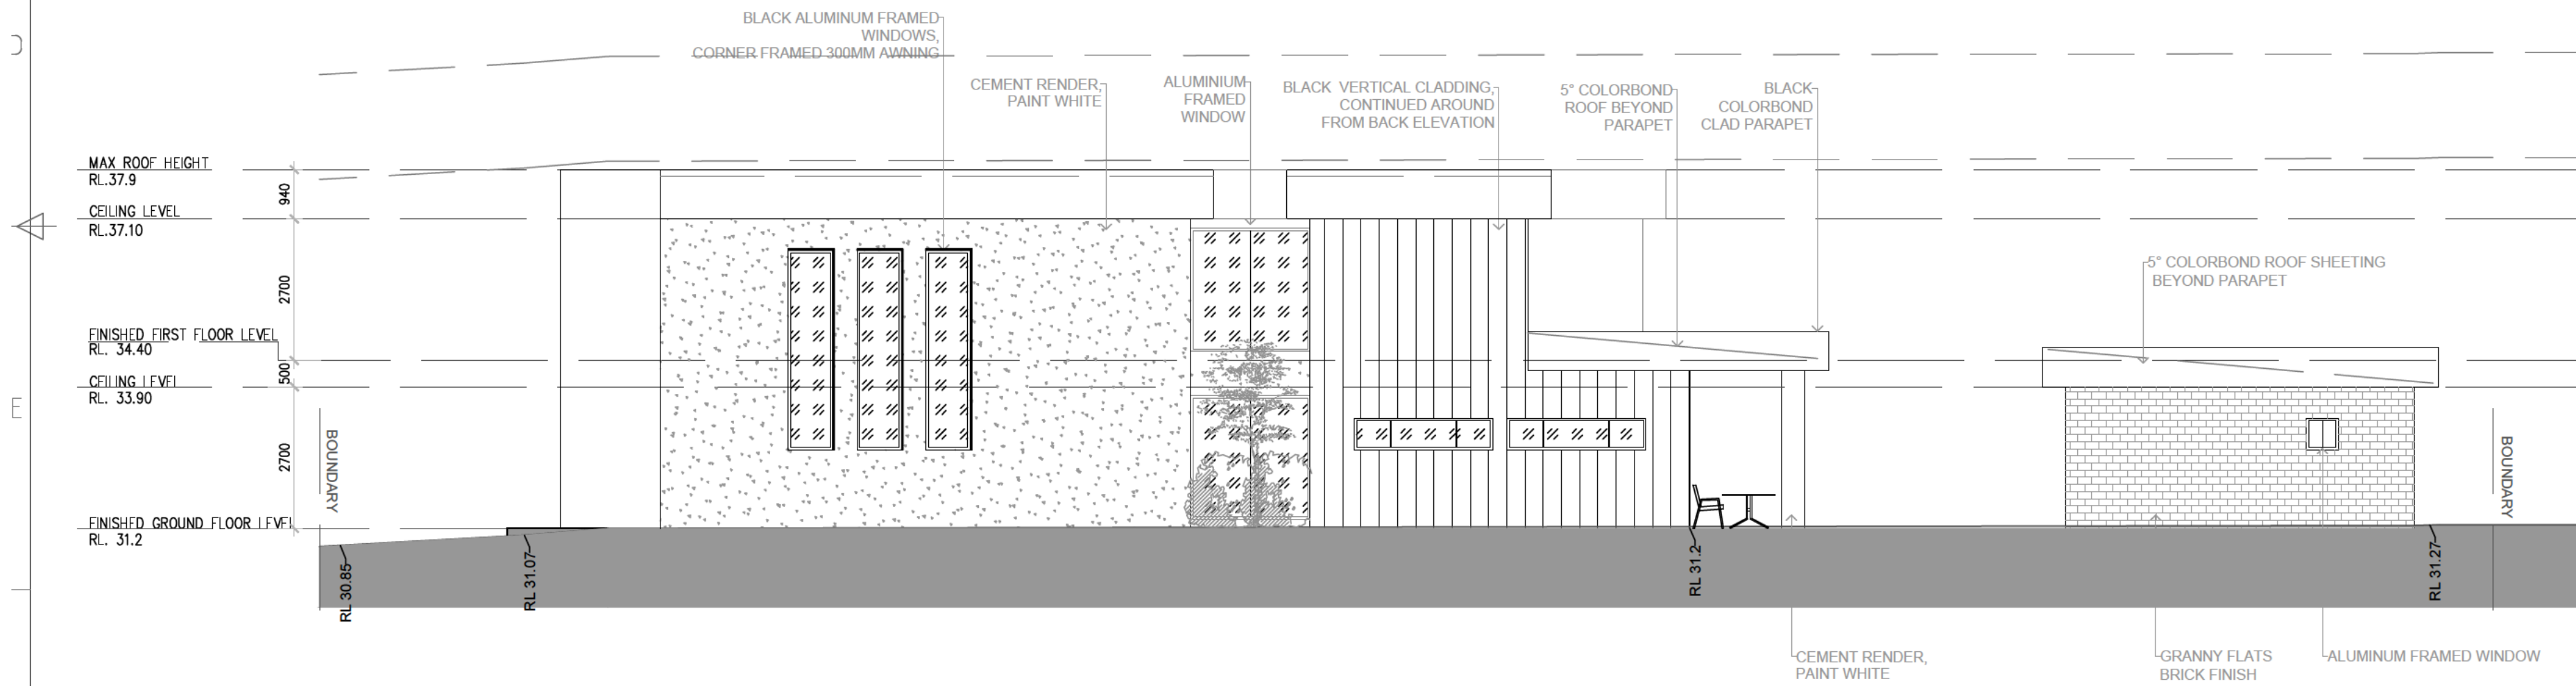 BLACK ALUMINUM FRAMED
WINDOWS,
CORNER FRAMED 300MM AWNING
CEMENT RENDER,
PAINT WHITE
ALUMINIUM
FRAMED
WINDOW
BLACK VERTICAL CLADDING,
CONTINUED AROUND
FROM BACK ELEVATION
5° COLORBOND
ROOF BEYOND
PARAPET
BLACK
COLORBOND
CLAD PARAPET
MAX ROOF HEIGHT
RL.37.9
940
CEILING LEVEL
RL.37.10
2700
5° COLORBOND ROOF SHEETING
BEYOND PARAPET
FINISHED FIRST FLOOR LEVEL
RL. 34.40
500
CEILING LEVEL
RL. 33.90
E
2700
BOUNDARY
BOUNDARY
FINISHED GROUND FLOOR LEVEL
RL. 31.2
RL 30.85
RL 31.07
RL 31.2
RL 31.27
CEMENT RENDER,
PAINT WHITE
GRANNY FLATS
BRICK FINISH
ALUMINUM FRAMED WINDOW